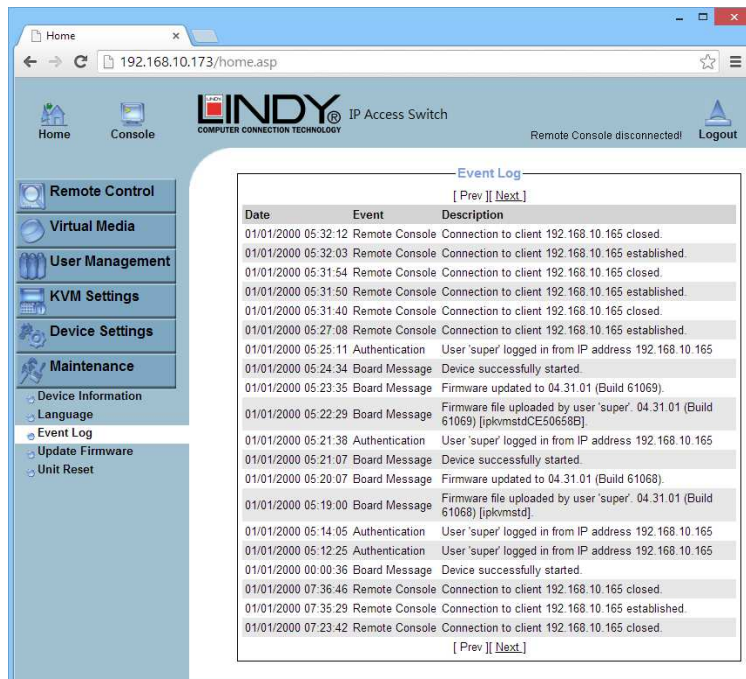 Home
192.168.10.173/home.asp
Home
Console
LINDY®
COMPUTER CONNECTION TECHNOLOGY
IP Access Switch
Remote Console disconnected!
Logout
Remote Control
Virtual Media
User Management
KVM Settings
Device Settings
Maintenance
Device Information
Language
Event Log
Update Firmware
Unit Reset
Event Log
[ Prev ][ Next ]
Date Event Description
01/01/2000 05:32:12 Remote Console Connection to client 192.168.10.165 closed.
01/01/2000 05:32:03 Remote Console Connection to client 192.168.10.165 established.
01/01/2000 05:31:54 Remote Console Connection to client 192.168.10.165 closed.
01/01/2000 05:31:50 Remote Console Connection to client 192.168.10.165 established.
01/01/2000 05:31:40 Remote Console Connection to client 192.168.10.165 closed.
01/01/2000 05:27:08 Remote Console Connection to client 192.168.10.165 established.
01/01/2000 05:25:11 Authentication User 'super' logged in from IP address 192.168.10.165
01/01/2000 05:24:34 Board Message Device successfully started.
01/01/2000 05:23:35 Board Message Firmware updated to 04.31.01 (Build 61069).
01/01/2000 05:22:29 Board Message Firmware file uploaded by user 'super'. 04.31.01 (Build
61069) [ipkvmstdCE50658B].
01/01/2000 05:21:38 Authentication User 'super' logged in from IP address 192.168.10.165
01/01/2000 05:21:07 Board Message Device successfully started.
01/01/2000 05:20:07 Board Message Firmware updated to 04.31.01 (Build 61068).
01/01/2000 05:19:00 Board Message Firmware file uploaded by user 'super'. 04.31.01 (Build
61068) [ipkvmstd].
01/01/2000 05:14:05 Authentication User 'super' logged in from IP address 192.168.10.165
01/01/2000 05:12:25 Authentication User 'super' logged in from IP address 192.168.10.165
01/01/2000 00:00:36 Board Message Device successfully started.
01/01/2000 07:36:46 Remote Console Connection to client 192.168.10.165 closed.
01/01/2000 07:35:29 Remote Console Connection to client 192.168.10.165 established.
01/01/2000 07:23:42 Remote Console Connection to client 192.168.10.165 closed.
[ Prev ][ Next ]